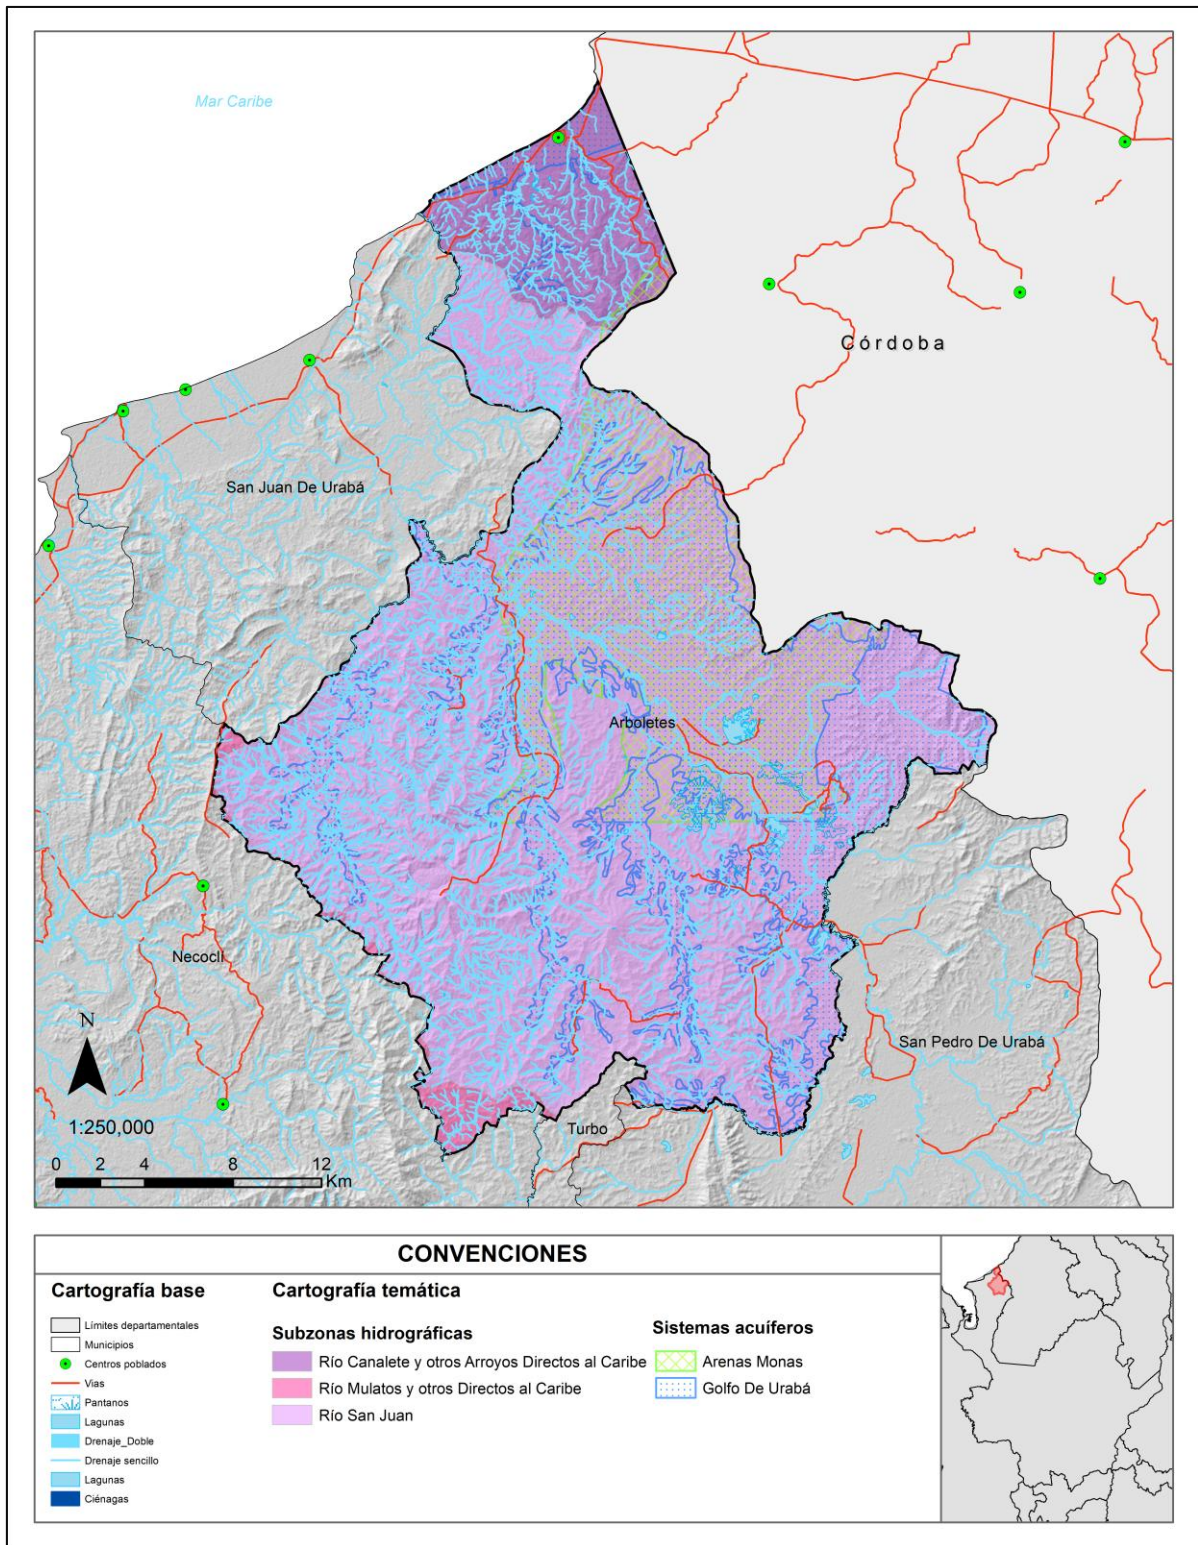 Mar Caribe
Córdoba
San Juan De Urabá
Arboletes
Necoclí
San Pedro De Urabá
Turbo
N
1:250,000
0 2 4 8 12
Km
CONVENCIONES
Cartografía base
Límites departamentales
Municipios
Centros poblados
Vias
Pantanos
Lagunas
Drenaje_Doble
Drenaje sencillo
Lagunas
Ciénagas
Cartografía temática
Subzonas hidrográficas
Río Canalete y otros Arroyos Directos al Caribe
Río Mulatos y otros Directos al Caribe
Río San Juan
Sistemas acuíferos
Arenas Monas
Golfo De Urabá